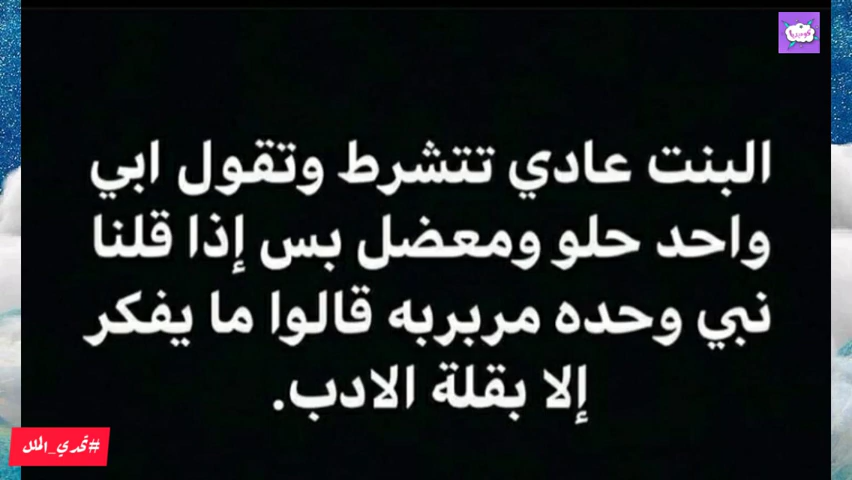 كوميديا
البنت عادي تتشرط وتقول ابي
واحد حلو ومعضل بس إذا قلنا
نبي وحده مربربه قالوا ما يفكر
إلا بقلة الادب.
#تحدي_الملل